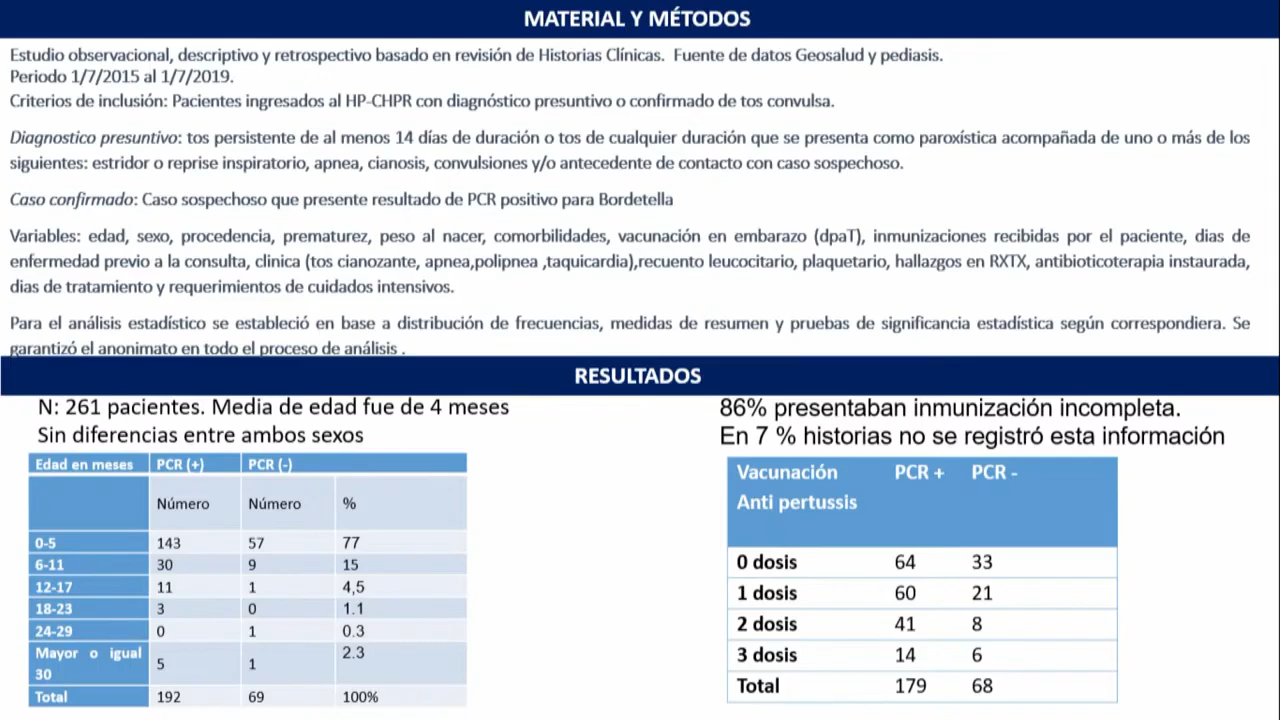 MATERIAL Y MÉTODOS
Estudio observacional, descriptivo y retrospectivo basado en revisión de Historias Clínicas. Fuente de datos Geosalud y pediasis.
Periodo 1/7/2015 al 1/7/2019.
Criterios de inclusión: Pacientes ingresados al HP-CHPR con diagnóstico presuntivo o confirmado de tos convulsa.
Diagnostico presuntivo: tos persistente de al menos 14 días de duración o tos de cualquier duración que se presenta como paroxística acompañada de uno o más de los
siguientes: estridor o reprise inspiratorio, apnea, cianosis, convulsiones y/o antecedente de contacto con caso sospechoso.
Caso confirmado: Caso sospechoso que presente resultado de PCR positivo para Bordetella
Variables: edad, sexo, procedencia, prematurez, peso al nacer, comorbilidades, vacunación en embarazo (dpaT), inmunizaciones recibidas por el paciente, dias de
enfermedad previo a la consulta, clinica (tos cianozante, apnea,polipnea ,taquicardia),recuento leucocitario, plaquetario, hallazgos en RXTX, antibioticoterapia instaurada,
dias de tratamiento y requerimientos de cuidados intensivos.
Para el análisis estadístico se estableció en base a distribución de frecuencias, medidas de resumen y pruebas de significancia estadística según correspondiera. Se
garantizó el anonimato en todo el proceso de análisis .
RESULTADOS
N: 261 pacientes. Media de edad fue de 4 meses
Sin diferencias entre ambos sexos
Edad en meses PCR (+) PCR (-)
Número Número %
0-5 143 57 77
6-11 30 9 15
12-17 11 1 4,5
18-23 3 0 1.1
24-29 0 1 0.3
Mayor o igual 30 5 1 2.3
Total 192 69 100%
86% presentaban inmunización incompleta.
En 7 % historias no se registró esta información
Vacunación PCR + PCR -
Anti pertussis
0 dosis 64 33
1 dosis 60 21
2 dosis 41 8
3 dosis 14 6
Total 179 68